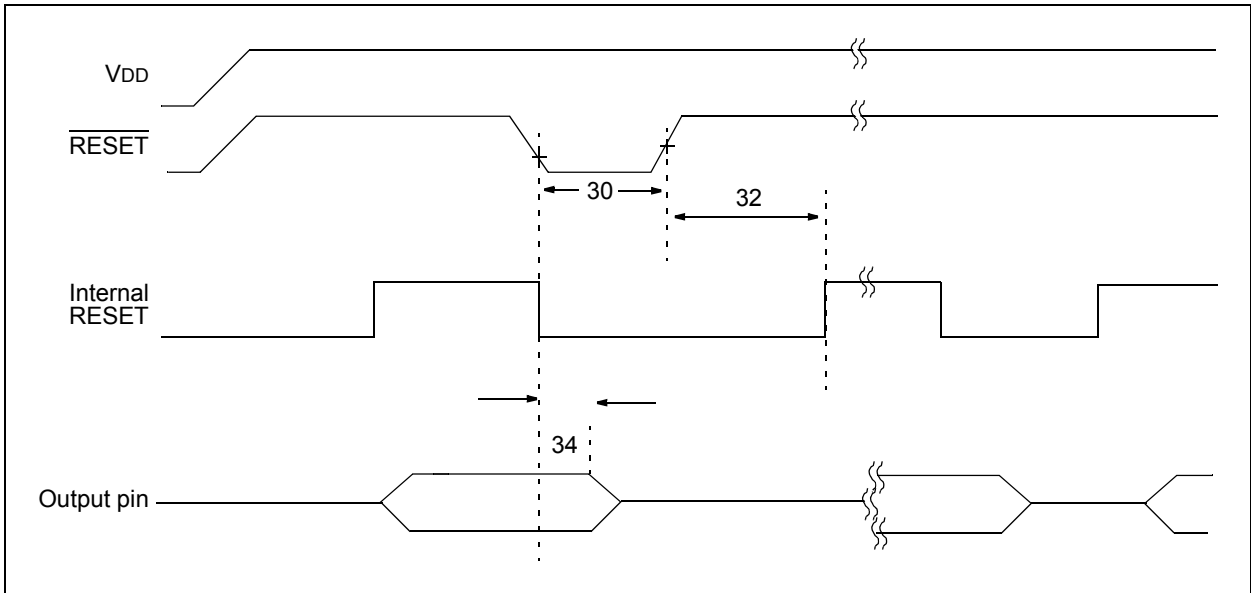 VDD
RESET
30
32
Internal
RESET
34
Output pin